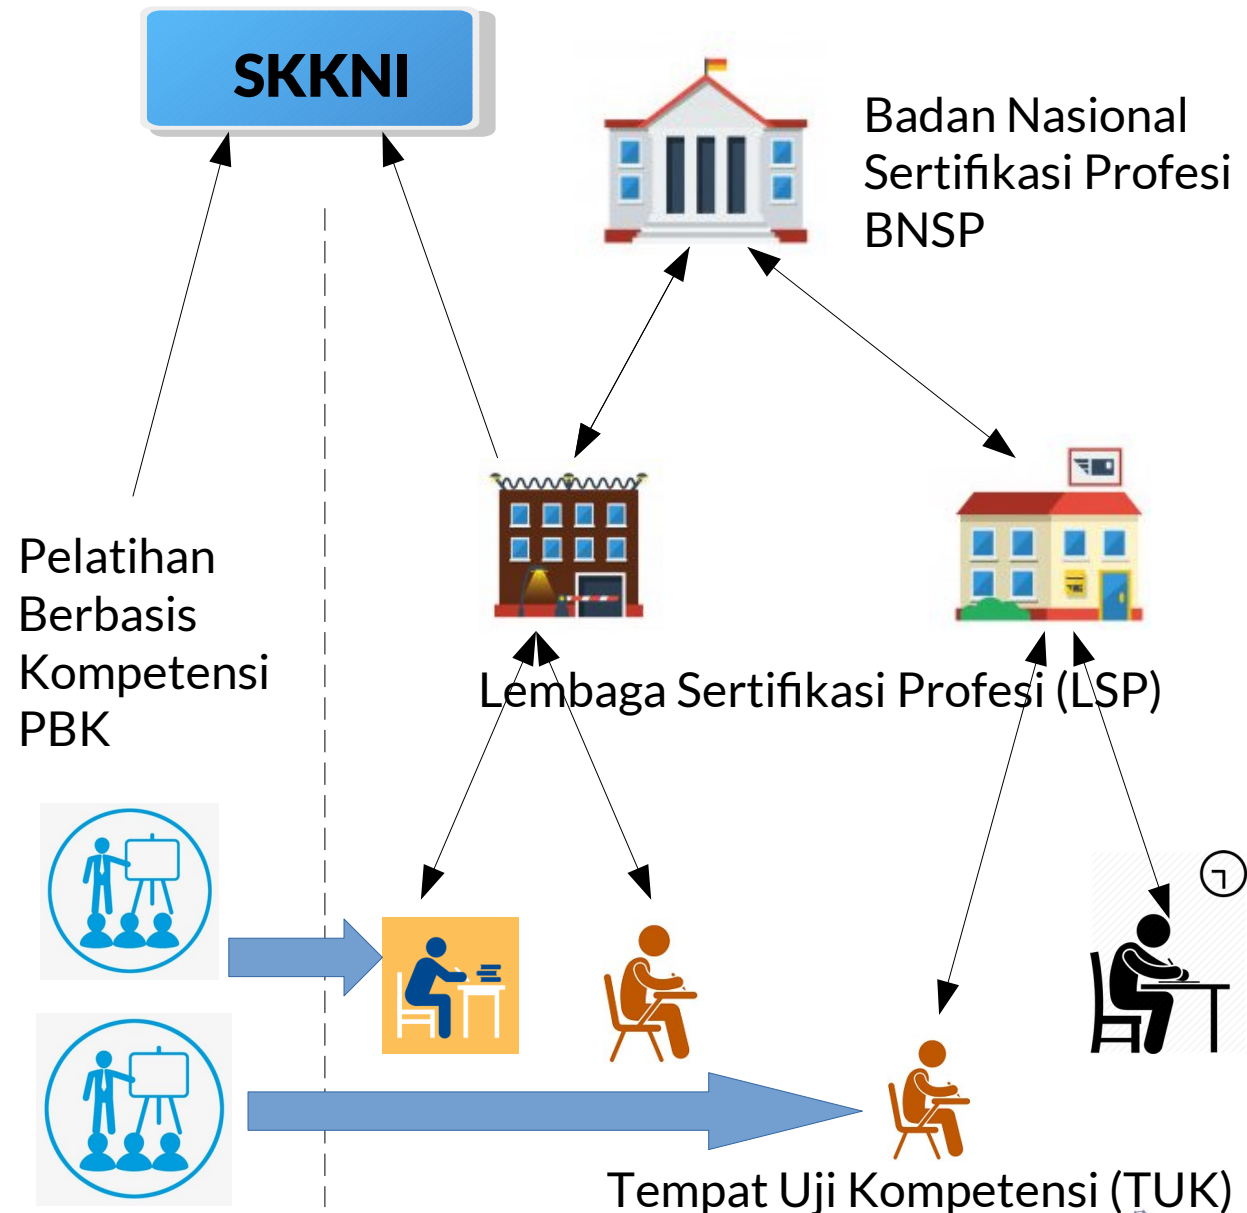 SKKNI
Badan Nasional
Sertifikasi Profesi
BNSP
Pelatihan
Berbasis
Kompetensi
PBK
Lembaga Sertifikasi Profesi (LSP)
Tempat Uji Kompetensi (TUK)